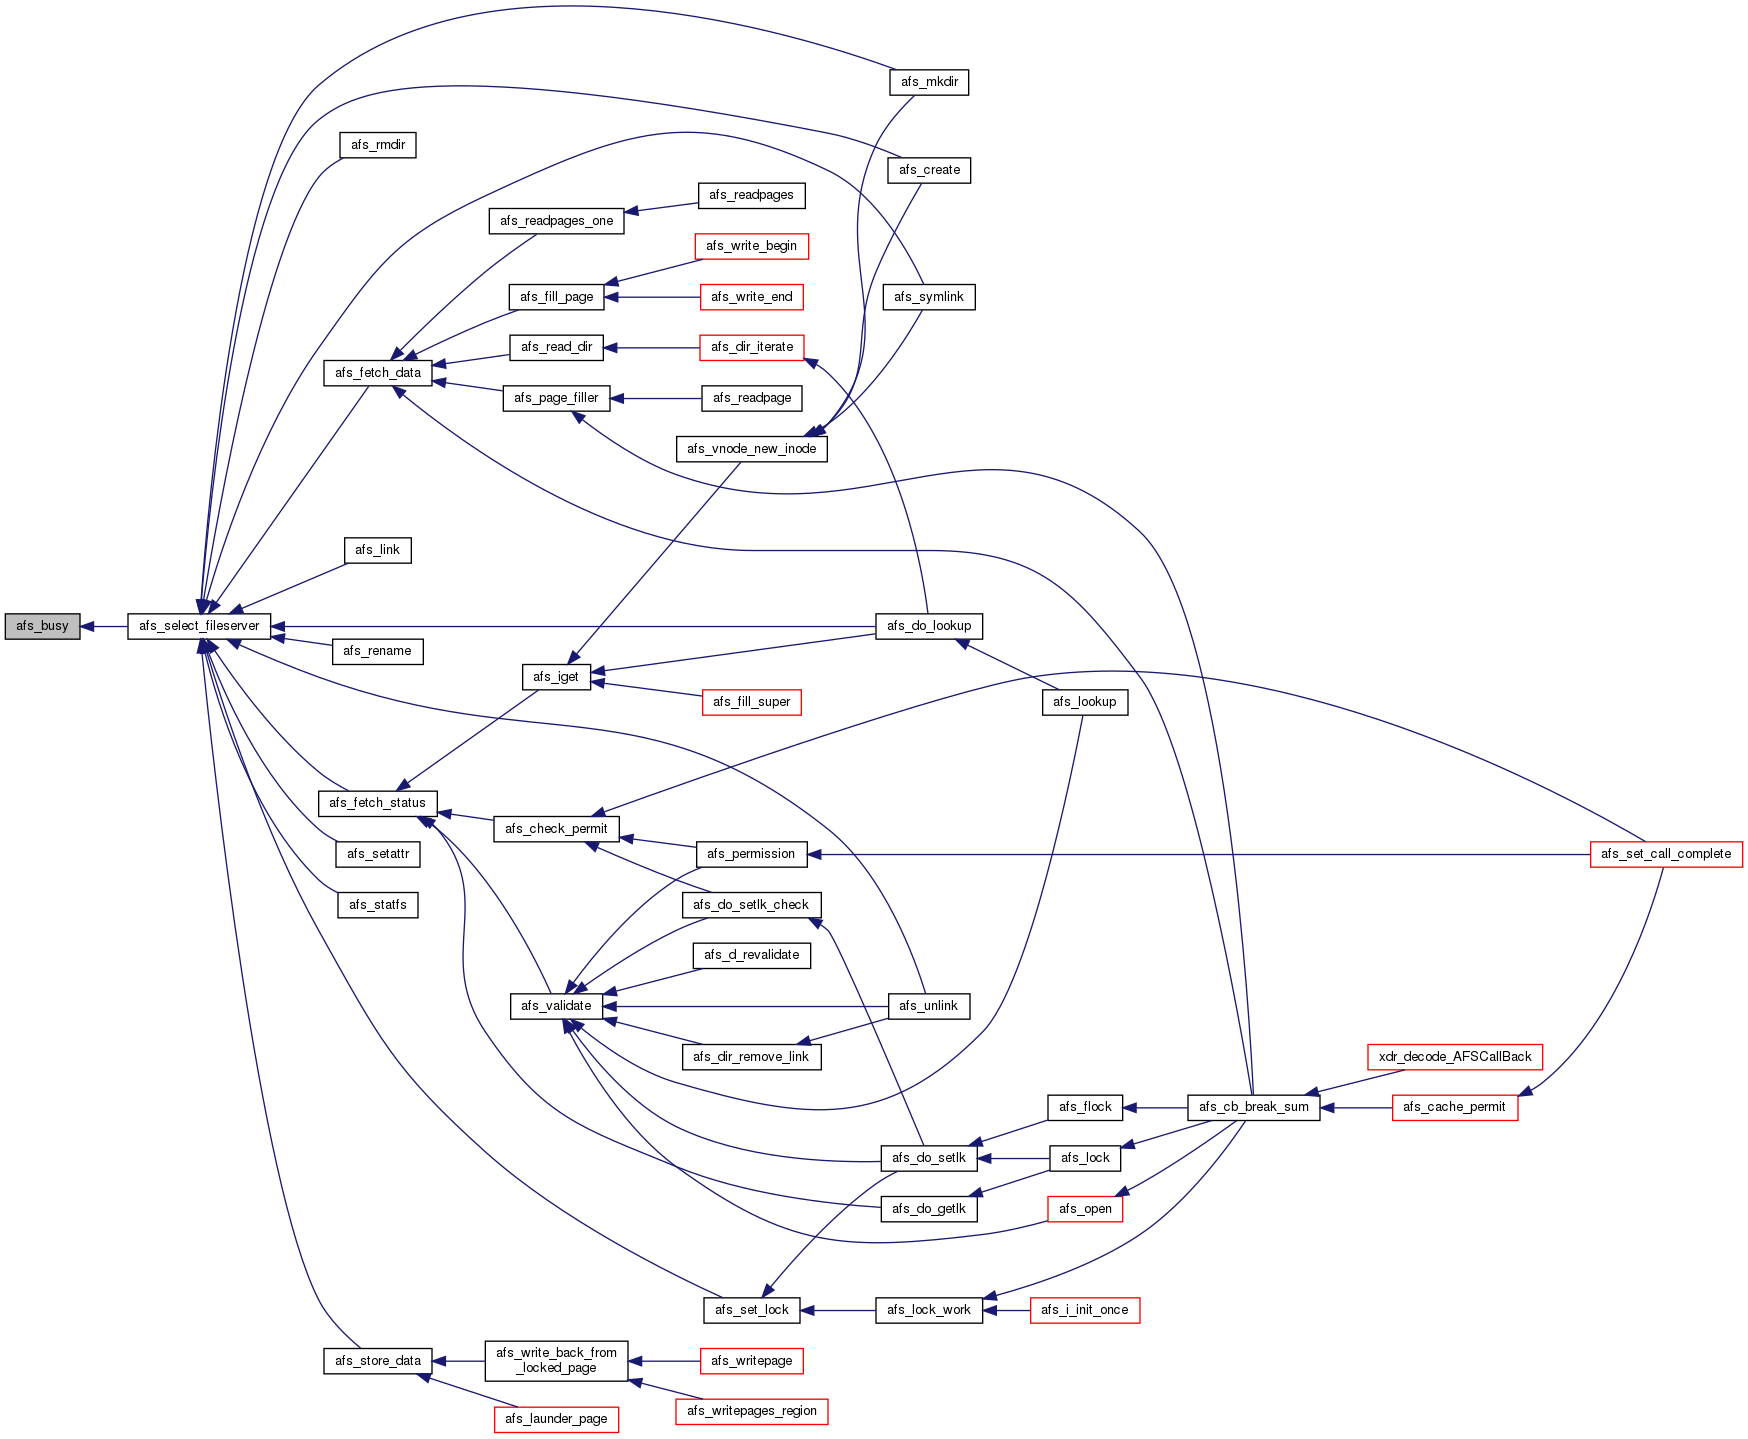 afs_mkdir
afs_rmdir
afs_create
afs_readpages
afs_readpages_one
afs_write_begin
afs_fill_page
afs_write_end
afs_symlink
afs_read_dir
afs_dir_iterate
afs_fetch_data
afs_page_filler
afs_readpage
afs_vnode_new_inode
afs_link
afs_busy
afs_select_fileserver
afs_do_lookup
afs_rename
afs_iget
afs_fill_super
afs_lookup
afs_fetch_status
afs_check_permit
afs_setattr
afs_permission
afs_set_call_complete
afs_statfs
afs_do_setlk_check
afs_d_revalidate
afs_validate
afs_unlink
afs_dir_remove_link
xdr_decode_AFSCallBack
afs_flock
afs_cb_break_sum
afs_cache_permit
afs_do_setlk
afs_lock
afs_do_getlk
afs_open
afs_set_lock
afs_lock_work
afs_i_init_once
afs_store_data
afs_write_back_from
_locked_page
afs_writepage
afs_writepages_region
afs_launder_page